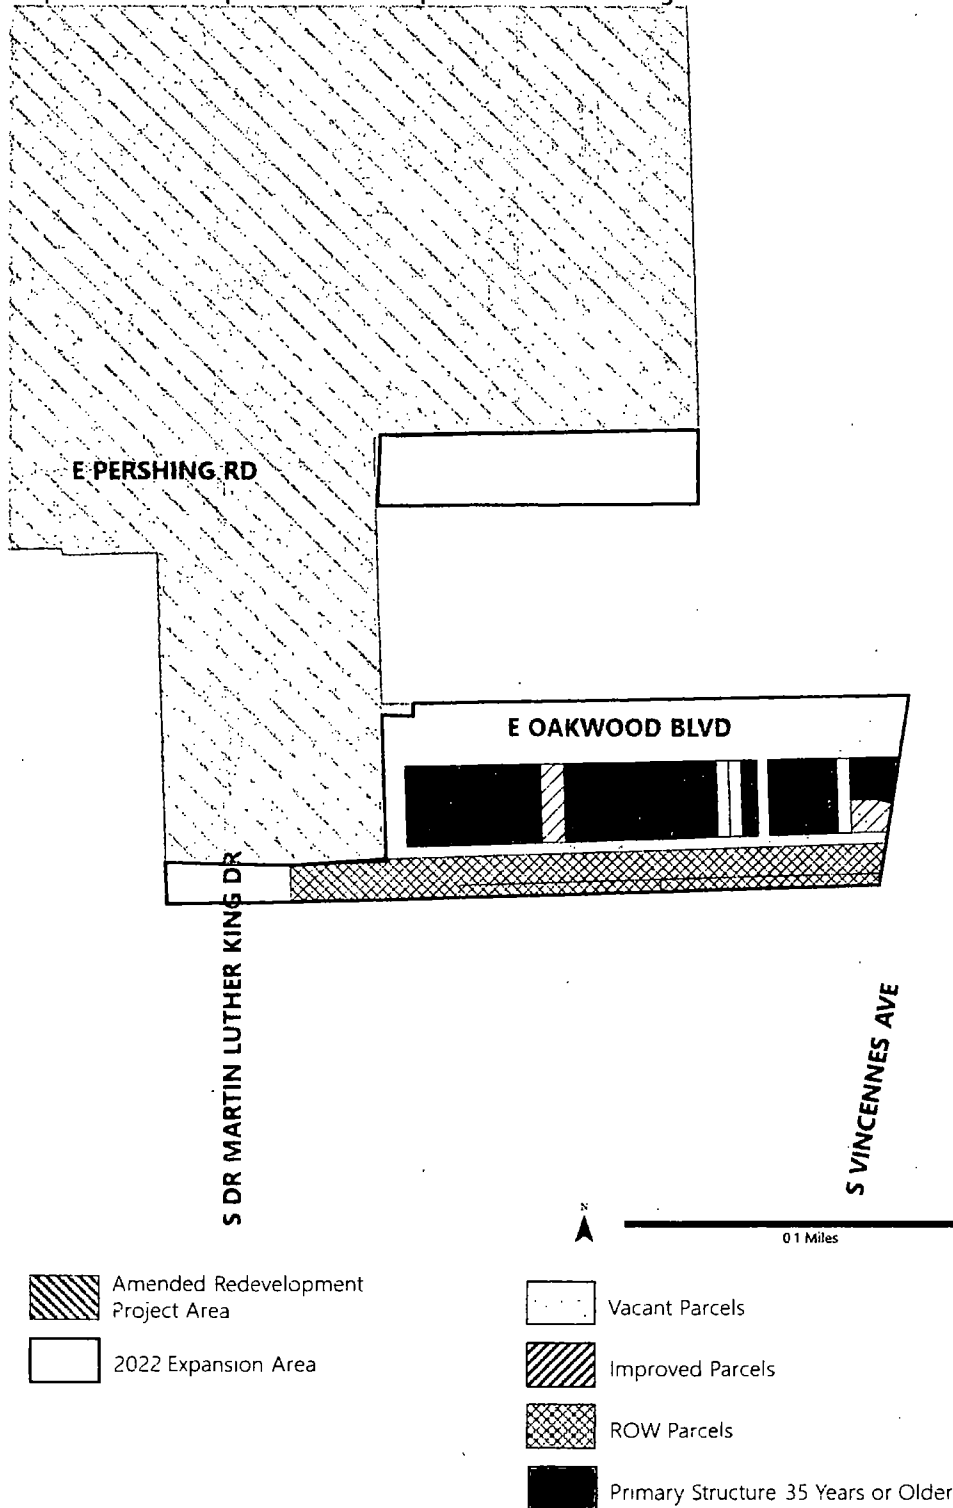 E PERSHING RD
E OAKWOOD BLVD
S DR MARTIN LUTHER KING DR
S VINCENNES AVE
N
0 1 Miles
Amended Redevelopment
Project Area
2022 Expansion Area
Vacant Parcels
Improved Parcels
ROW Parcels
Primary Structure 35 Years or Older